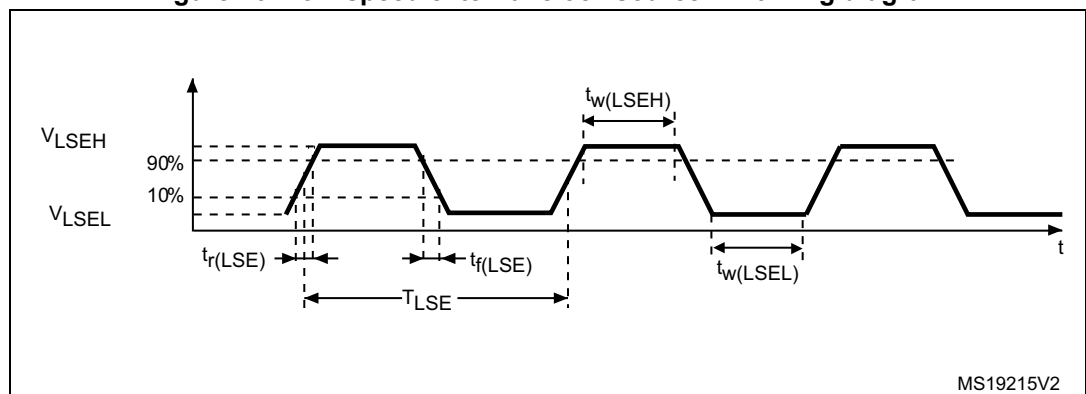 tw(LSEH)
VLSEH
90%
10%
VLSEL
tr(LSE)
tf(LSE)
tw(LSEL)
t
TLSE
MS19215V2